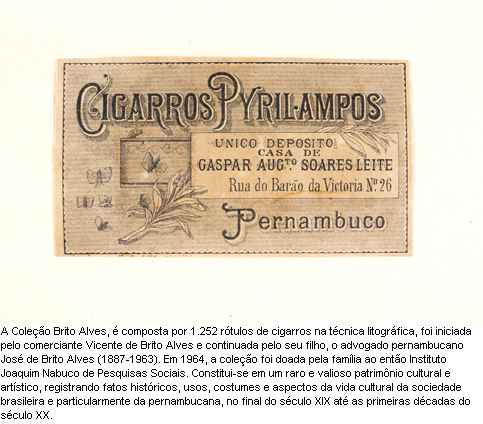 CIGARROS PYRILAMPOS
UNICO DEPOSITO
CASA DE
GASPAR AUG.TO SOARES LEITE
Rua do Barão da Victoria Nº 26
Pernambuco
A Coleção Brito Alves, é composta por 1.252 rótulos de cigarros na técnica litográfica, foi iniciada
pelo comerciante Vicente de Brito Alves e continuada pelo seu filho, o advogado pernambucano
José de Brito Alves (1887-1963). Em 1964, a coleção foi doada pela família ao então Instituto
Joaquim Nabuco de Pesquisas Sociais. Constitui-se em um raro e valioso patrimônio cultural e
artístico, registrando fatos históricos, usos, costumes e aspectos da vida cultural da sociedade
brasileira e particularmente da pernambucana, no final do século XIX até as primeiras décadas do
século XX.